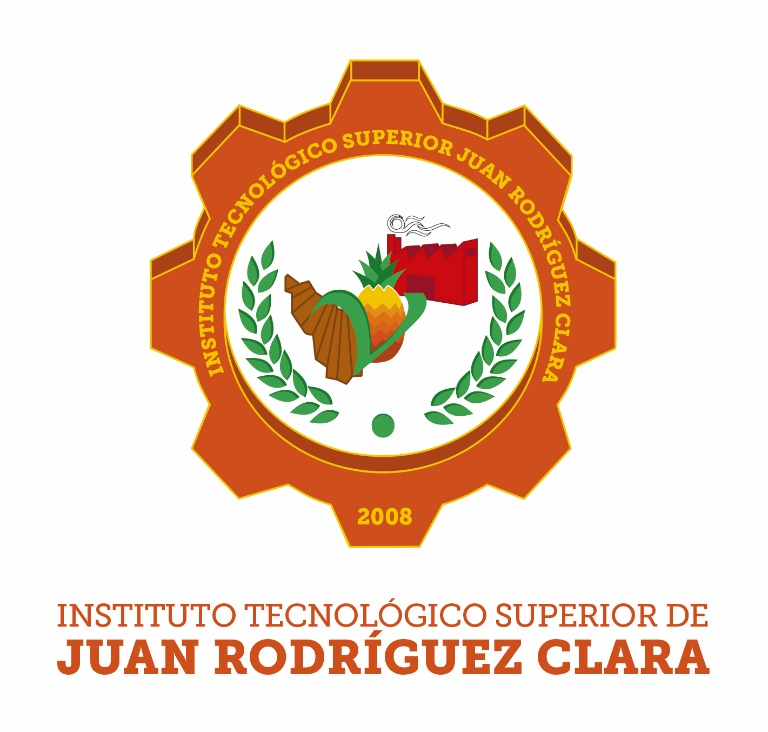 INSTITUTO TECNOLÓGICO SUPERIOR JUAN RODRÍGUEZ CLARA
2008
INSTITUTO TECNOLÓGICO SUPERIOR DE
JUAN RODRÍGUEZ CLARA